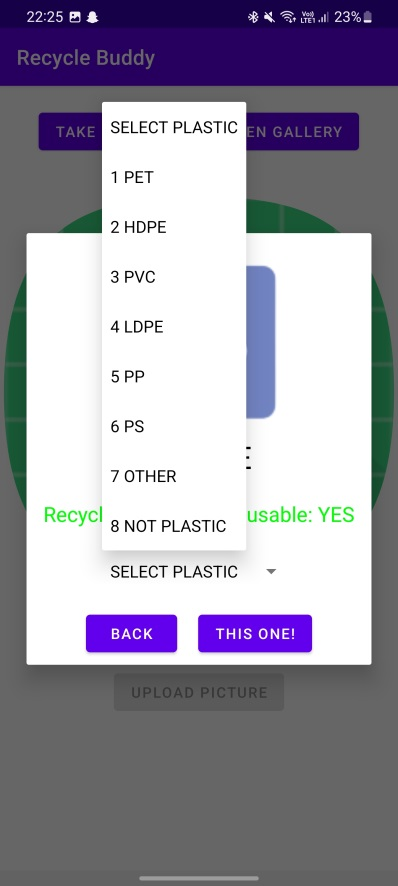 22:25 23%
Recycle Buddy
TAKE EN GALLERY
SELECT PLASTIC
1 PET
2 HDPE
3 PVC
4 LDPE
5 PP
6 PS
7 OTHER
8 NOT PLASTIC
E
Recycl usable: YES
SELECT PLASTIC
BACK THIS ONE!
UPLOAD PICTURE